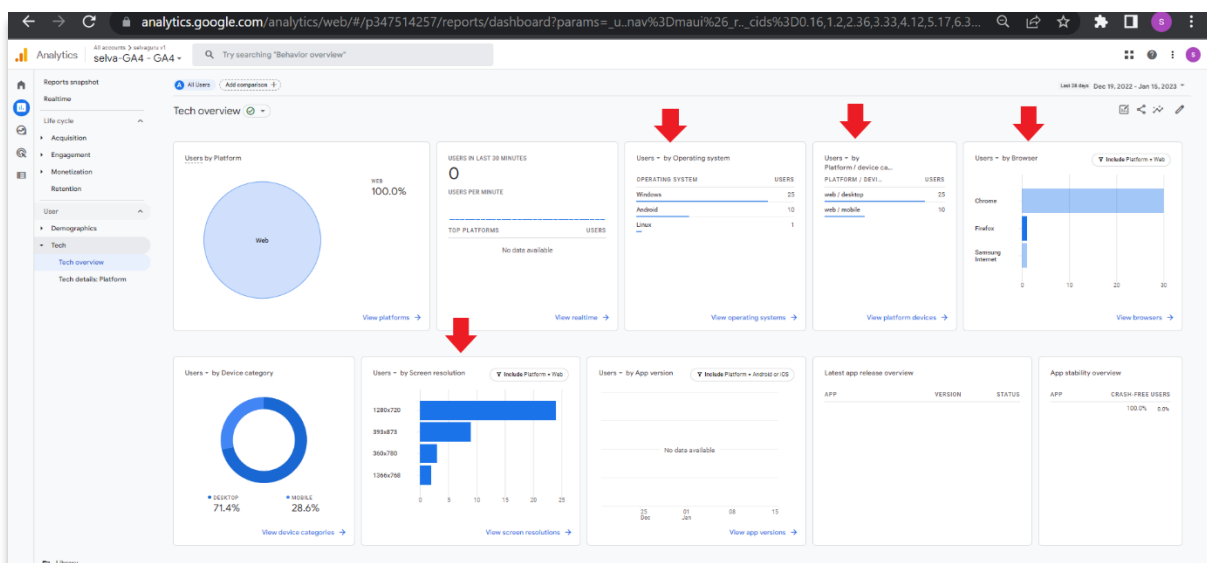 analytics.google.com/analytics/web/#/p347514257/reports/dashboard?params=_u..nav%3Dmaui%26_r.._cids%3D0.16,1.2,2.36,3.33,4.12,5.17,6.3...
S
Analytics
All accounts > selvaguru v1
selva-GA4 - GA4
Try searching "Behavior overview"
S
Reports snapshot
Realtime
Life cycle
Acquisition
Engagement
Monetization
Retention
User
Demographics
Tech
Tech overview
Tech details: Platform
Library
A All Users
Add comparison +
Last 28 days Dec 19, 2022 - Jan 15, 2023
Tech overview
Users by Platform
WEB
100.0%
Web
View platforms
USERS IN LAST 30 MINUTES
0
USERS PER MINUTE
TOP PLATFORMS USERS
No data available
View realtime
Users by Operating system
OPERATING SYSTEM USERS
Windows 25
Android 10
Linux 1
View operating systems
Users by
Platform / device ca...
PLATFORM / DEVI... USERS
web / desktop 25
web / mobile 10
View platform devices
Users by Browser
Include Platform = Web
Chrome
Firefox
Samsung
Internet
0 10 20 30
View browsers
Users by Device category
DESKTOP MOBILE
71.4% 28.6%
View device categories
Users by Screen resolution
Include Platform = Web
1280x720
393x873
360x780
1366x768
0 5 10 15 20 25
View screen resolutions
Users by App version
Include Platform = Android or iOS
No data available
25 01 08 15
Dec Jan
View app versions
Latest app release overview
APP VERSION STATUS
App stability overview
APP CRASH-FREE USERS
100.0% 0.0%